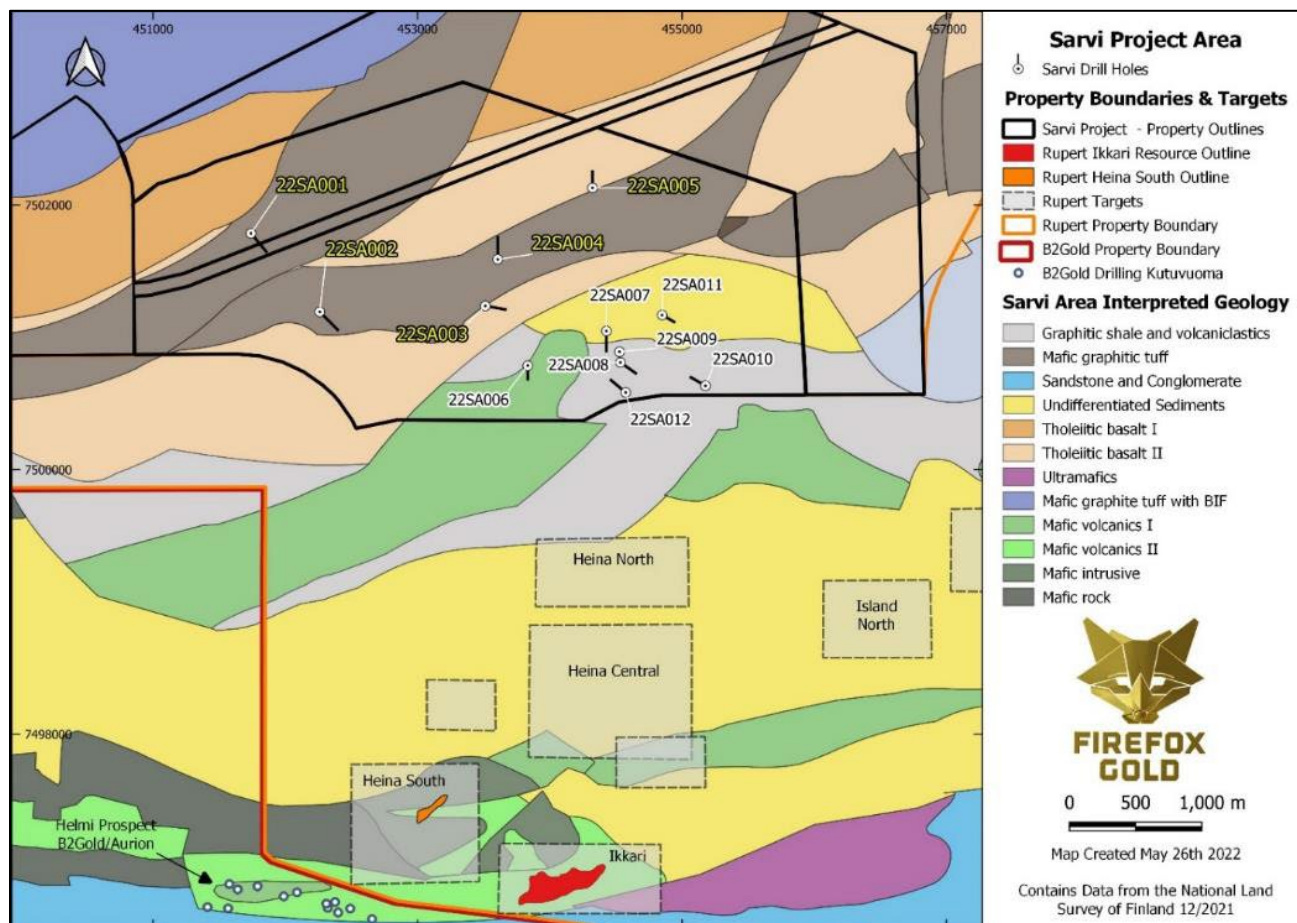 451000
453000
455000
457000
7502000
7500000
7498000
22SA001
22SA005
22SA002
22SA004
22SA003
22SA007
22SA011
22SA009
22SA008
22SA010
22SA006
22SA012
Heina North
Island
North
Heina Central
Heina South
Helmi Prospect
B2Gold/Aurion
Ikkari
Sarvi Project Area
Sarvi Drill Holes
Property Boundaries & Targets
Sarvi Project - Property Outlines
Rupert Ikkari Resource Outline
Rupert Heina South Outline
Rupert Targets
Rupert Property Boundary
B2Gold Property Boundary
B2Gold Drilling Kutuvuoma
Sarvi Area Interpreted Geology
Graphitic shale and volcaniclastics
Mafic graphitic tuff
Sandstone and Conglomerate
Undifferentiated Sediments
Tholeiitic basalt I
Tholeiitic basalt II
Ultramafics
Mafic graphite tuff with BIF
Mafic volcanics I
Mafic volcanics II
Mafic intrusive
Mafic rock
FIREFOX
GOLD
0 500 1,000 m
Map Created May 26th 2022
Contains Data from the National Land
Survey of Finland 12/2021